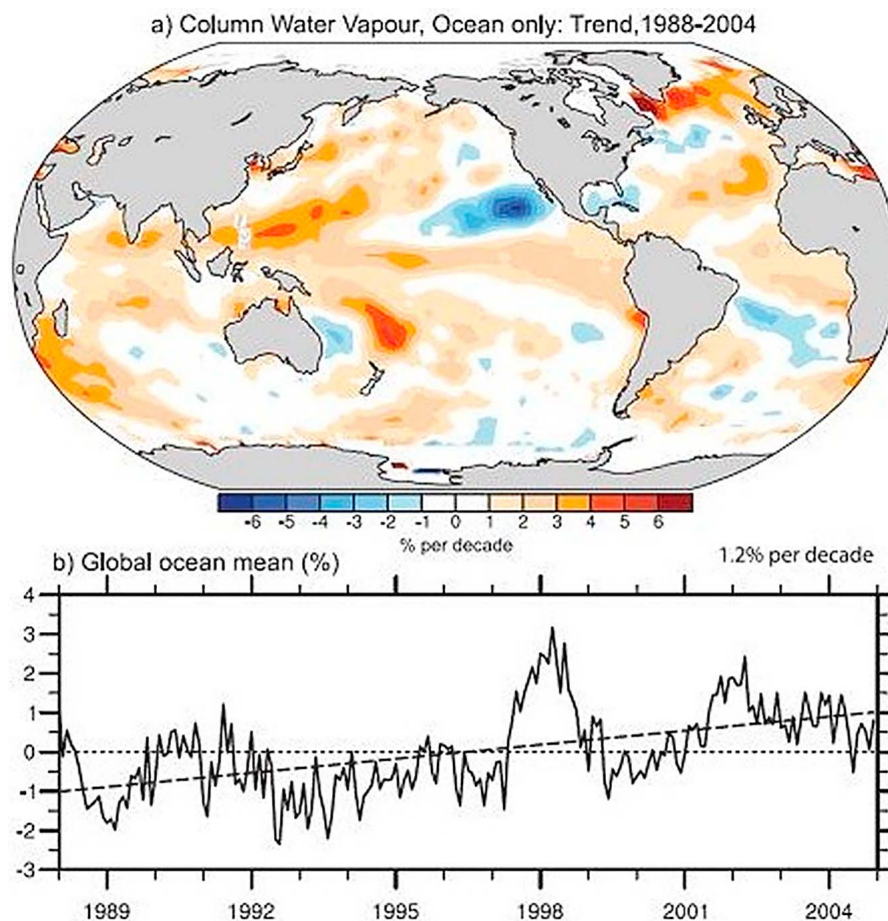 a) Column Water Vapour, Ocean only: Trend,1988-2004
-6 -5 -4 -3 -2 -1 0 1 2 3 4 5 6
% per decade
b) Global ocean mean (%)
1.2% per decade
4
3
2
1
0
-1
-2
-3
1989 1992 1995 1998 2001 2004